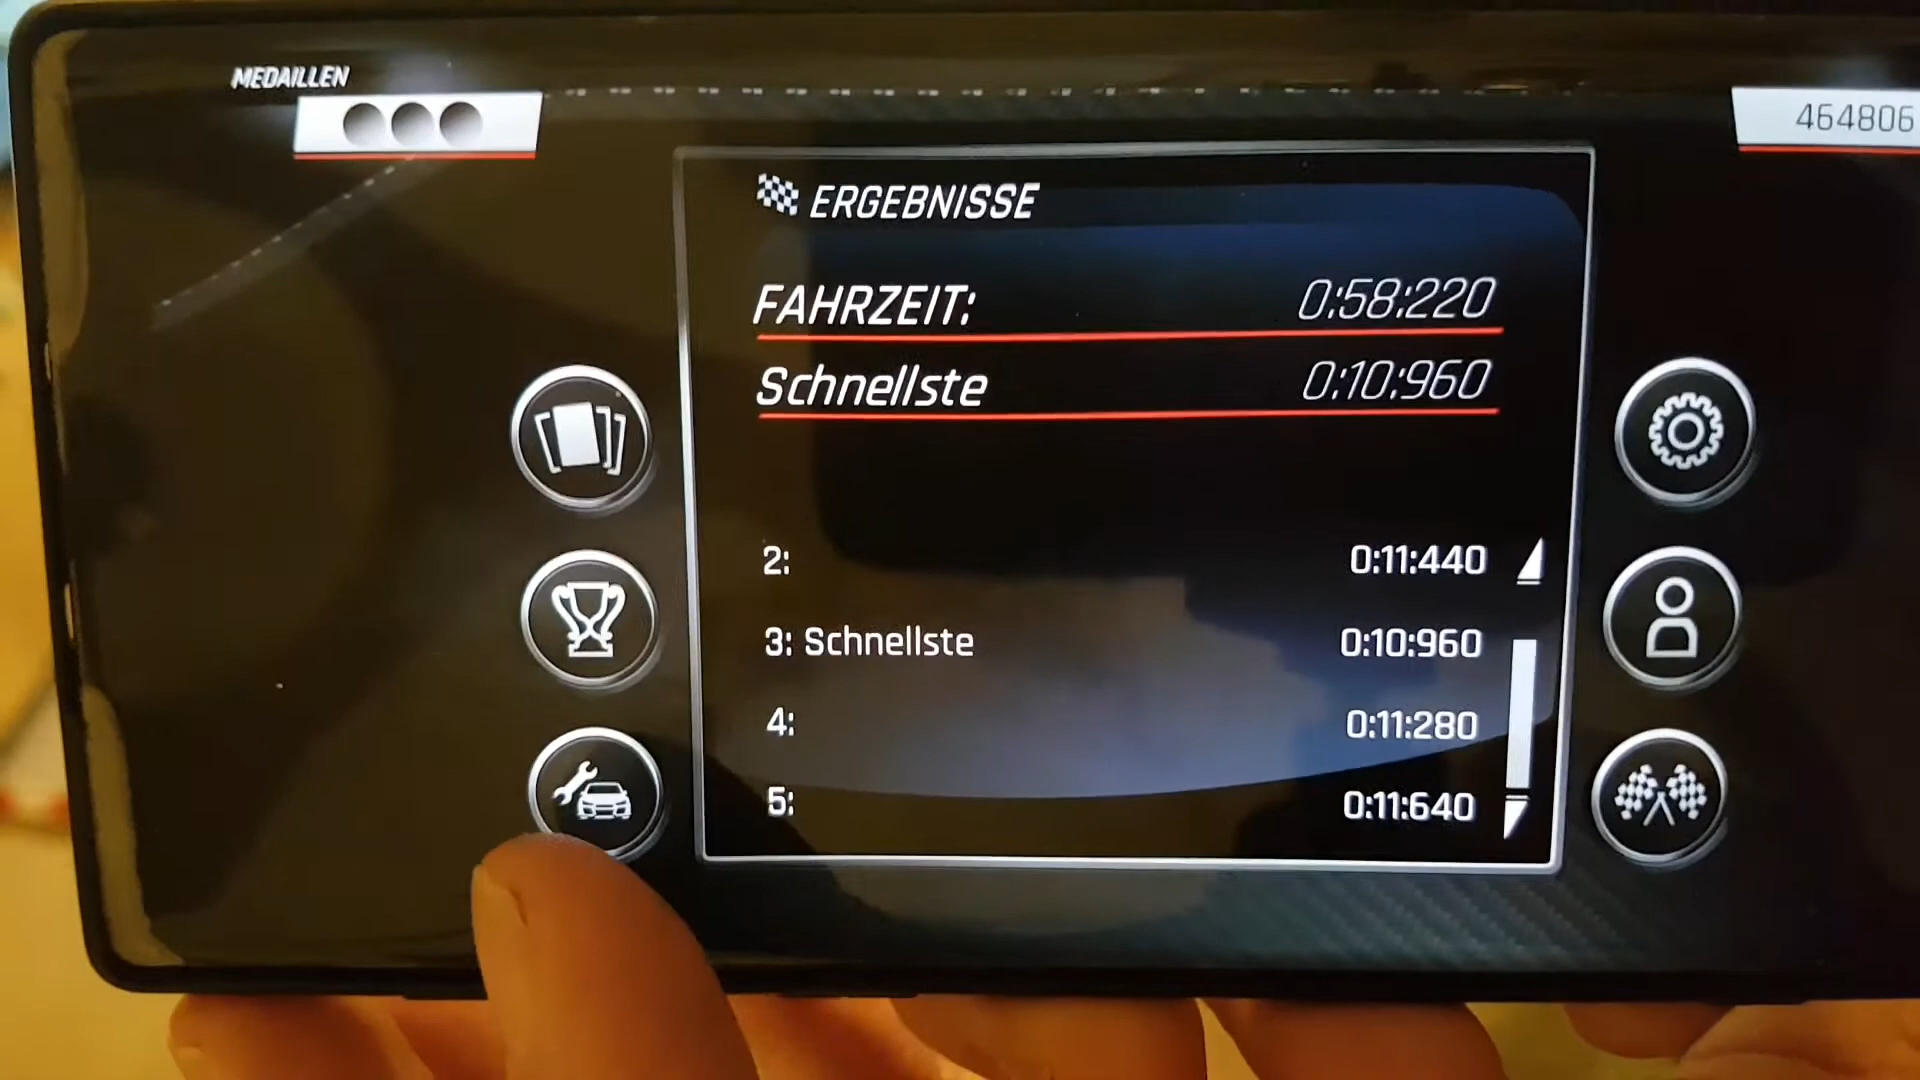 MEDAILLEN
464806
ERGEBNISSE
FAHRZEIT: 0:58:220
Schnellste 0:10:960
2: 0:11:440
3: Schnellste 0:10:960
4: 0:11:280
5: 0:11:640